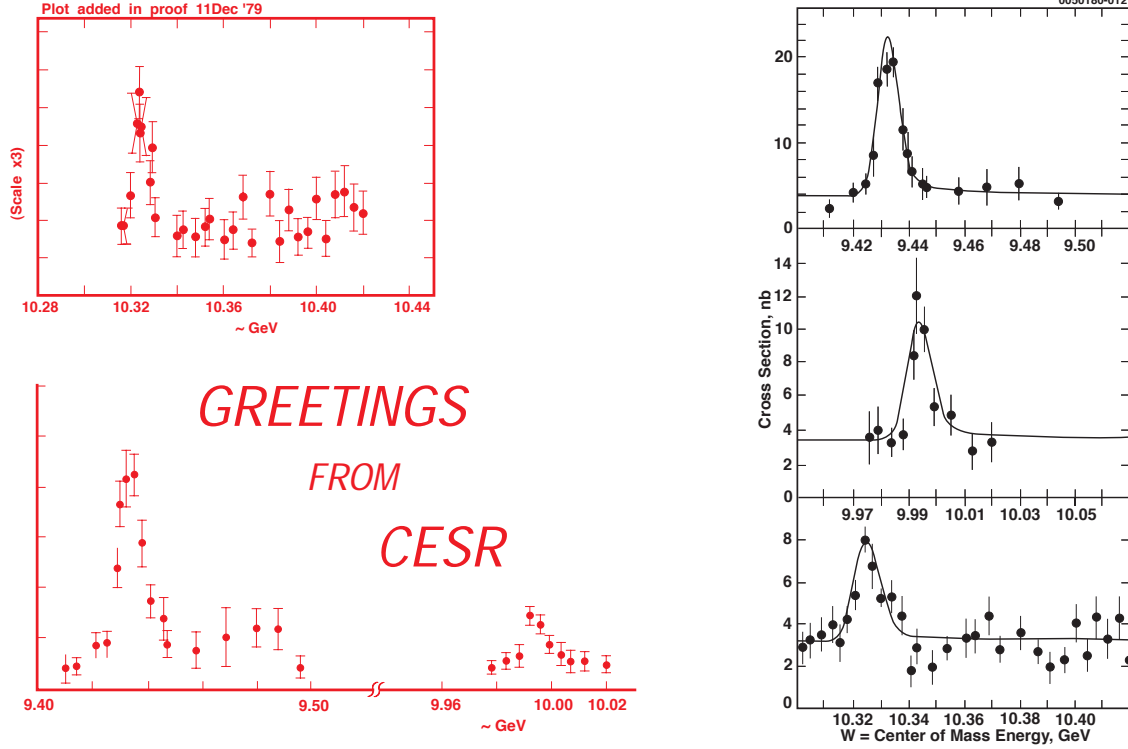 Plot added in proof 11Dec '79
(Scale x3)
10.28 10.32 10.36 10.40 10.44
~ GeV
GREETINGS
FROM
CESR
9.40 9.50 9.96 10.00 10.02
~ GeV
0050180-012
20
10
0
9.42 9.44 9.46 9.48 9.50
14
12
10
8
6
4
2
0
Cross Section, nb
9.97 9.99 10.01 10.03 10.05
8
6
4
2
0
10.32 10.34 10.36 10.38 10.40
W = Center of Mass Energy, GeV